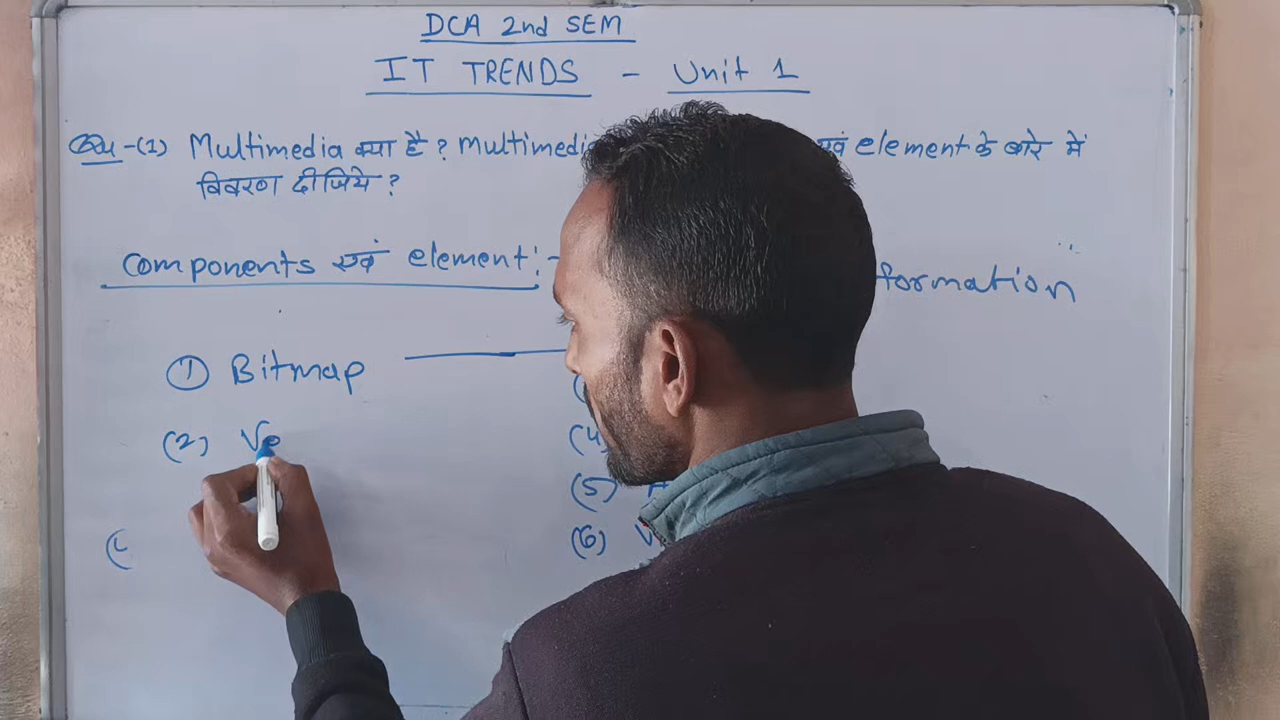 DCA 2nd SEM
IT TRENDS - Unit 1
Qu-(1) Multimedia क्या है? multimedi एवं element के बारे में
विवरण दीजिये?
Components एवं element:-
formation
① Bitmap
(2) Ve
(4
(5) A
(6) V
(